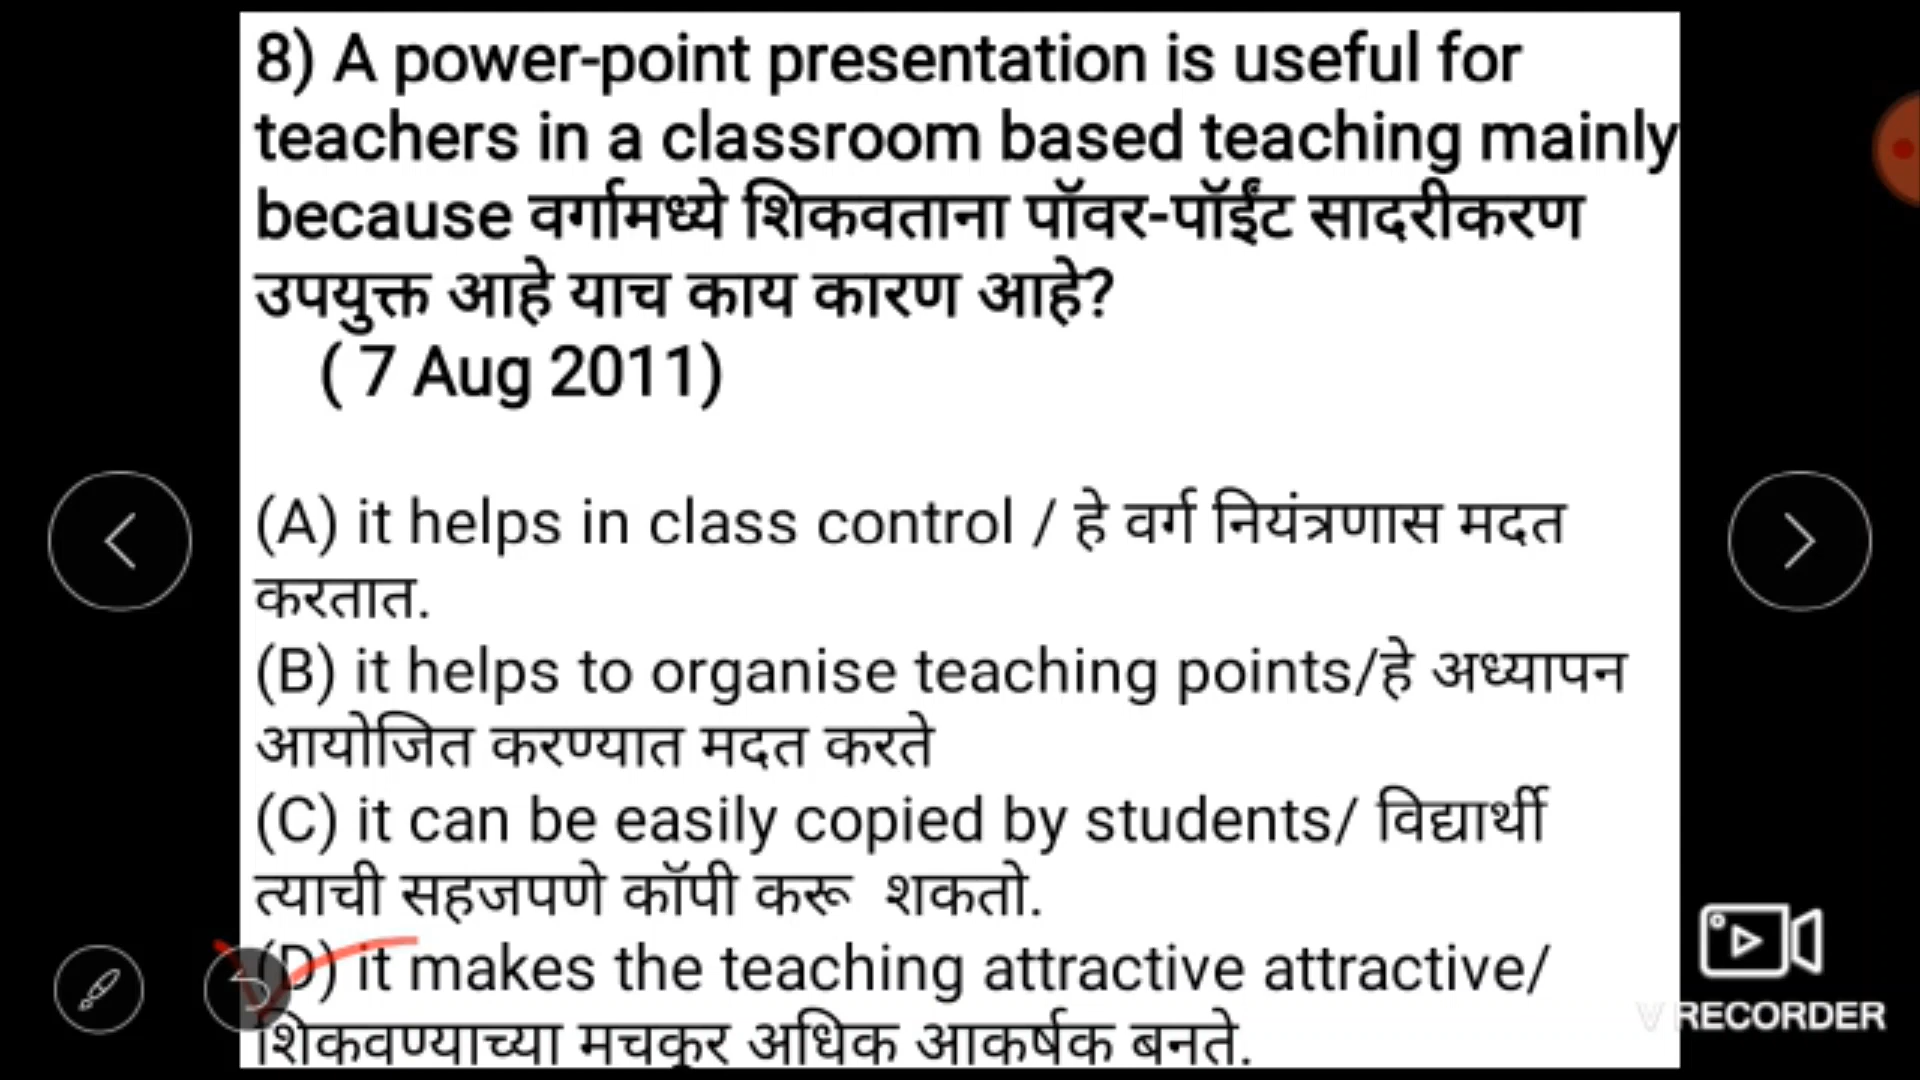 8) A power-point presentation is useful for
teachers in a classroom based teaching mainly
because वर्गामध्ये शिकवताना पॉवर-पॉईंट सादरीकरण
उपयुक्त आहे याच काय कारण आहे?
( 7 Aug 2011)
(A) it helps in class control / हे वर्ग नियंत्रणास मदत
करतात.
(B) it helps to organise teaching points/हे अध्यापन
आयोजित करण्यात मदत करते
(C) it can be easily copied by students/ विद्यार्थी
त्याची सहजपणे कॉपी करू शकतो.
(D) it makes the teaching attractive attractive/
शिकवण्याच्या मचकुर अधिक आकर्षक बनते.
V RECORDER